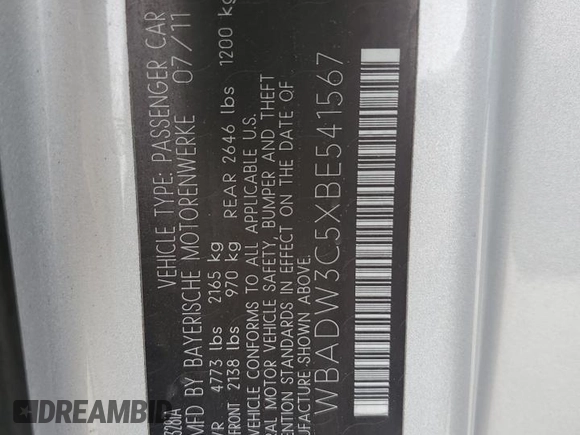 VEHICLE TYPE: PASSENGER CAR
MFD BY BAYERISCHE MOTORENWERKE 07/11
GVWR 4773 lbs 2165 kg
FRONT 2138 lbs 970 kg REAR 2646 lbs 1200 kg
VEHICLE CONFORMS TO ALL APPLICABLE U.S.
FEDERAL MOTOR VEHICLE SAFETY, BUMPER AND THEFT
PREVENTION STANDARDS IN EFFECT ON THE DATE OF
MANUFACTURE SHOWN ABOVE.
WBADW3C5XBE541567
DREAMBID